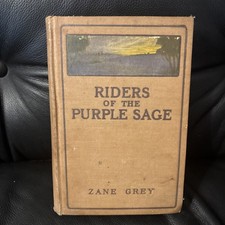 RIDERS
OF THE
PURPLE SAGE
ZANE GREY